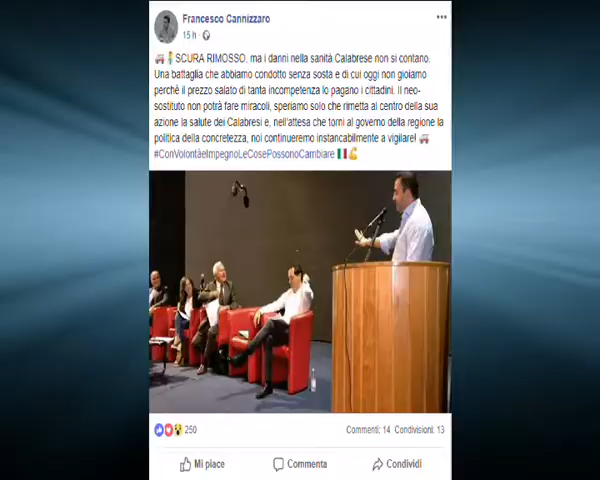 Francesco Cannizzaro
15 h ·
SCURA RIMOSSO, ma i danni nella sanità Calabrese non si contano.
Una battaglia che abbiamo condotto senza sosta e di cui oggi non gioiamo
perchè il prezzo salato di tanta incompetenza lo pagano i cittadini. Il neo-
sostituto non potrà fare miracoli, speriamo solo che rimetta al centro della sua
azione la salute dei Calabresi e, nell'attesa che torni al governo della regione la
politica della concretezza, noi continueremo instancabilmente a vigilare!
#ConVolontàeImpegnoLeCosePossonoCambiare
250
Commenti: 14 Condivisioni: 13
Mi piace
Commenta
Condividi